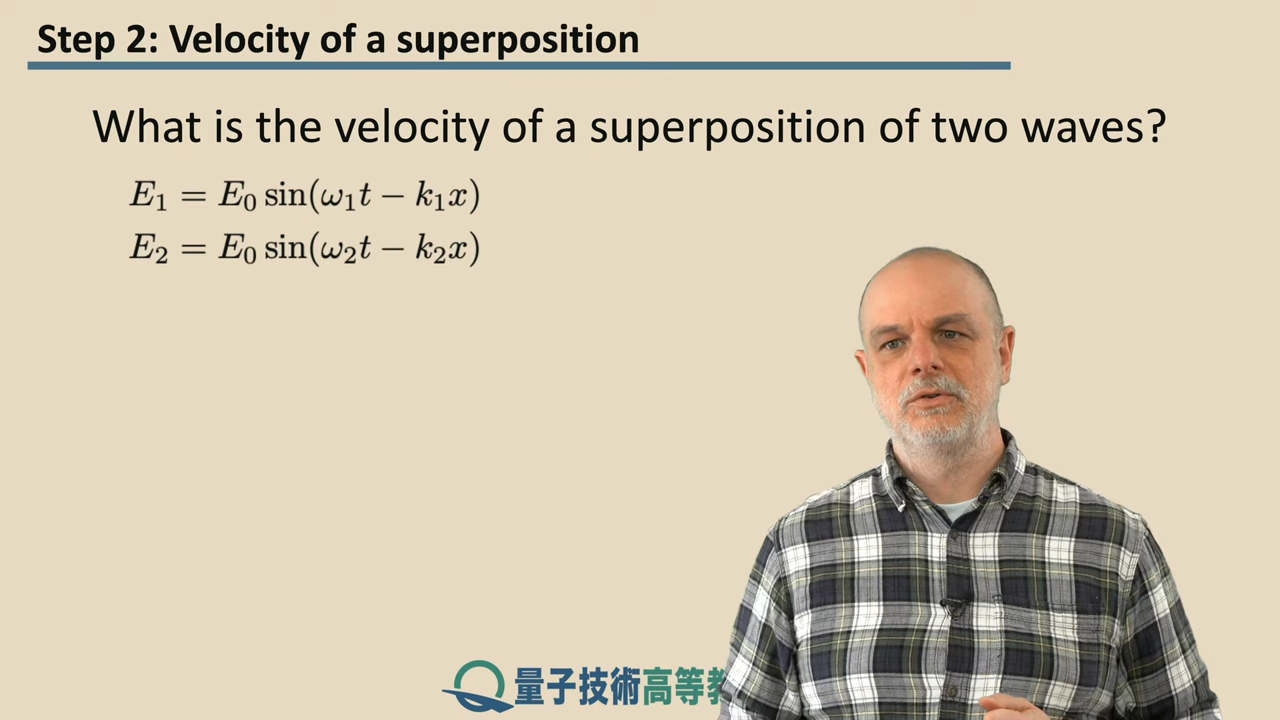 Step 2: Velocity of a superposition
What is the velocity of a superposition of two waves?
E₁ = E₀ sin(ω₁t − k₁x)
E₂ = E₀ sin(ω₂t − k₂x)
量子技術高等教